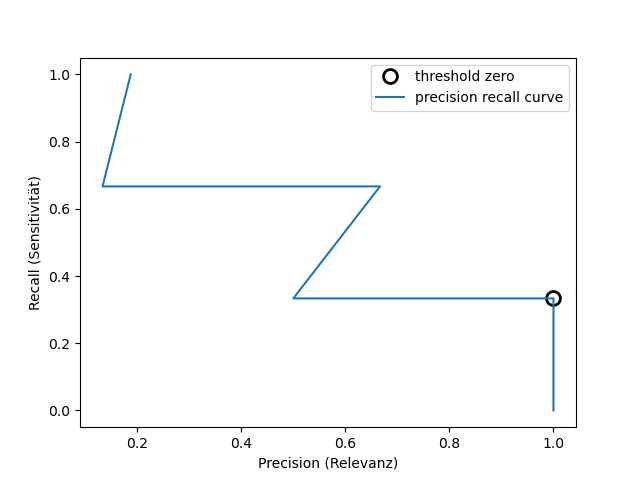 threshold zero
precision recall curve
Recall (Sensitivität)
1.0
0.8
0.6
0.4
0.2
0.0
0.2 0.4 0.6 0.8 1.0
Precision (Relevanz)